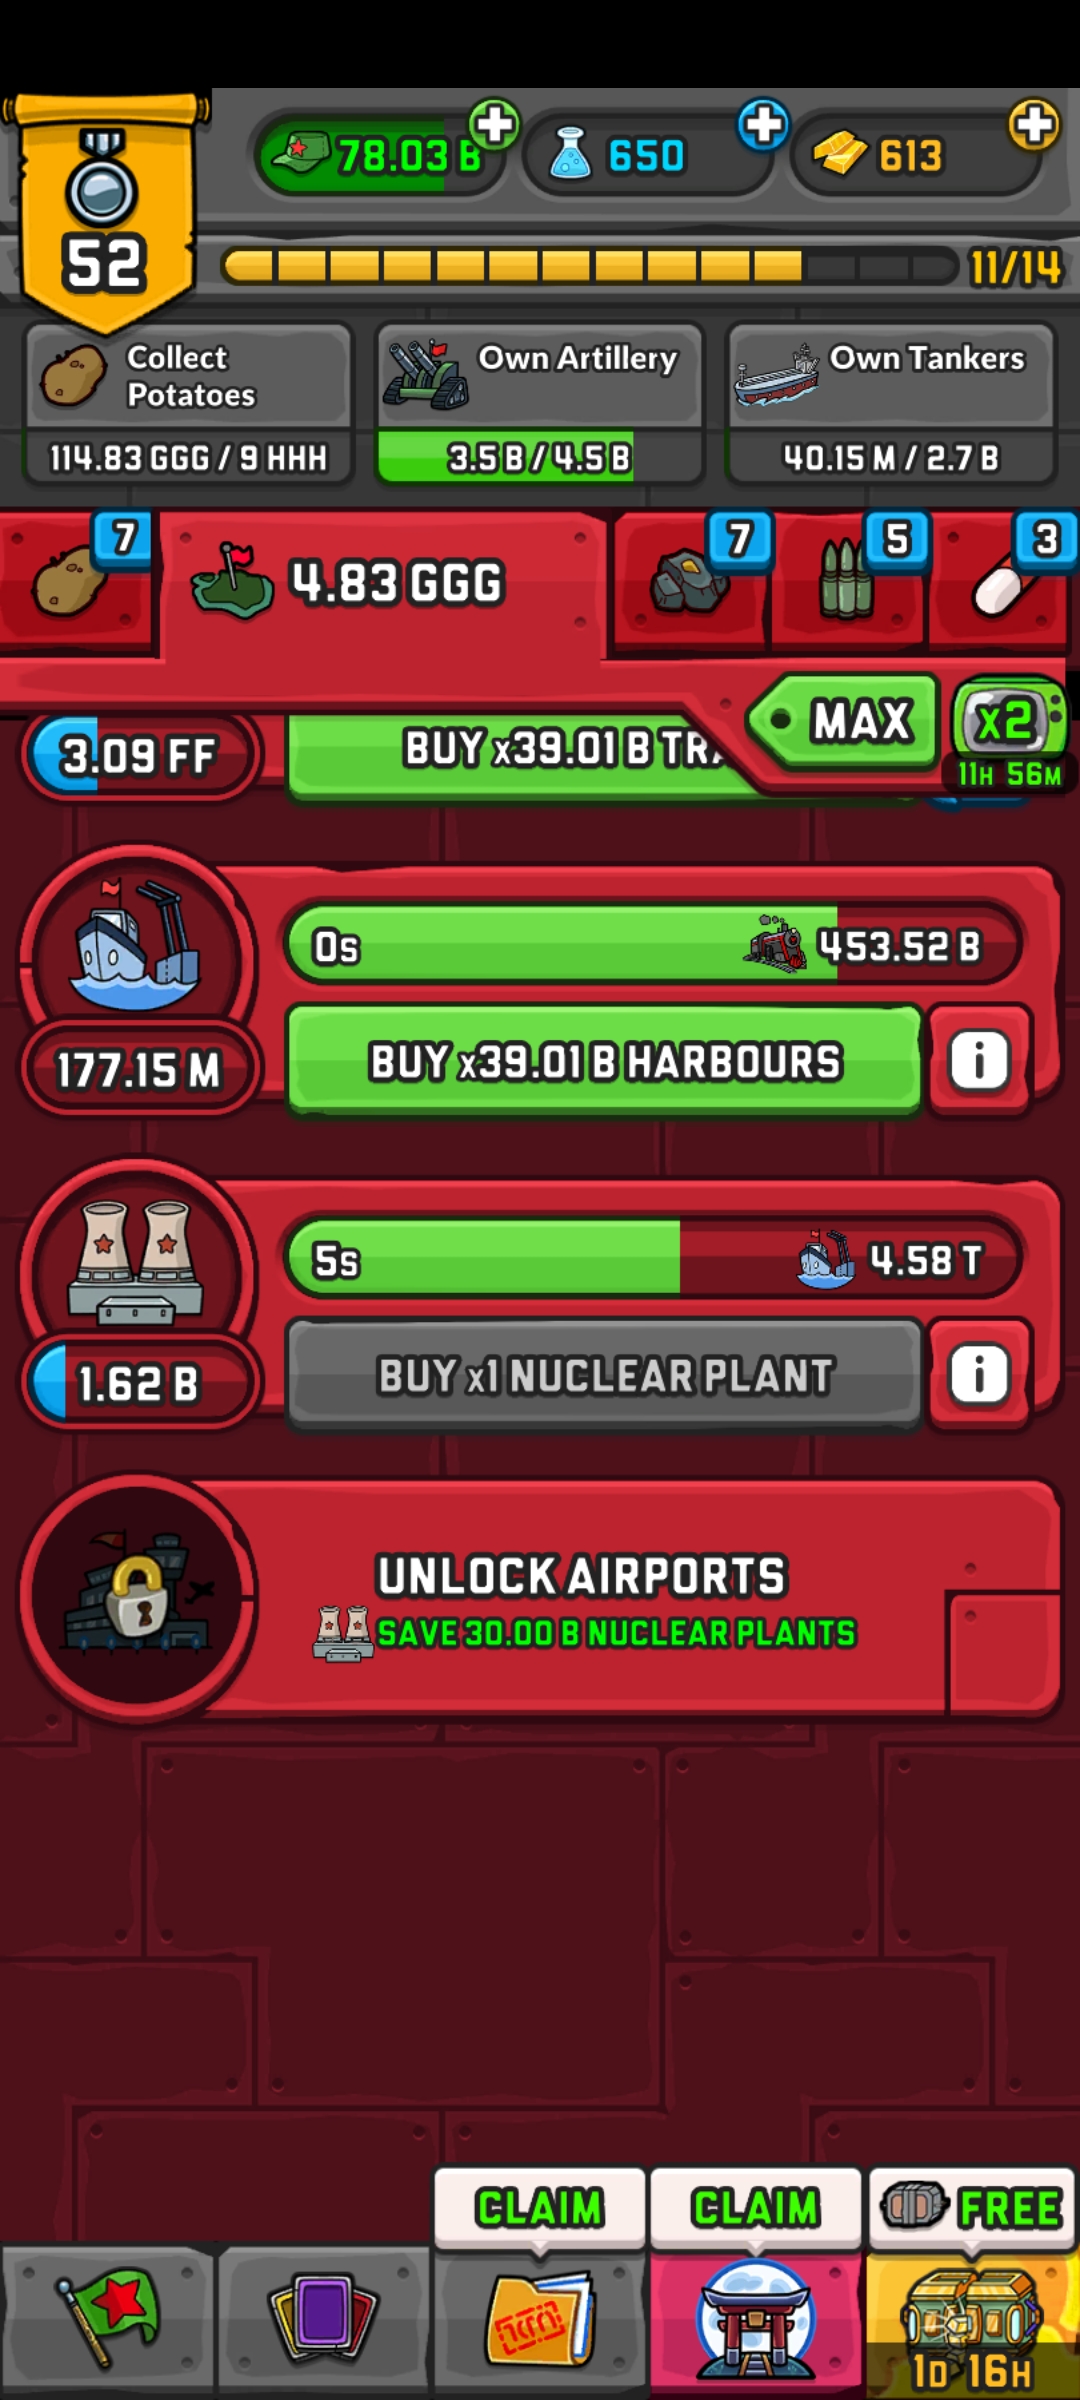 78.03 B
650
613
52
11/14
Collect
Potatoes
Own Artillery
Own Tankers
114.83 GGG / 9 HHH
3.5 B / 4.5 B
40.15 M / 2.7 B
7
4.83 GGG
7
5
3
MAX
x2
11H 56M
3.09 FF
BUY x39.01 B TRA
0s
453.52 B
177.15 M
BUY x39.01 B HARBOURS
i
5s
4.58 T
1.62 B
BUY x1 NUCLEAR PLANT
i
UNLOCK AIRPORTS
SAVE 30.00 B NUCLEAR PLANTS
CLAIM
CLAIM
FREE
1D 16H